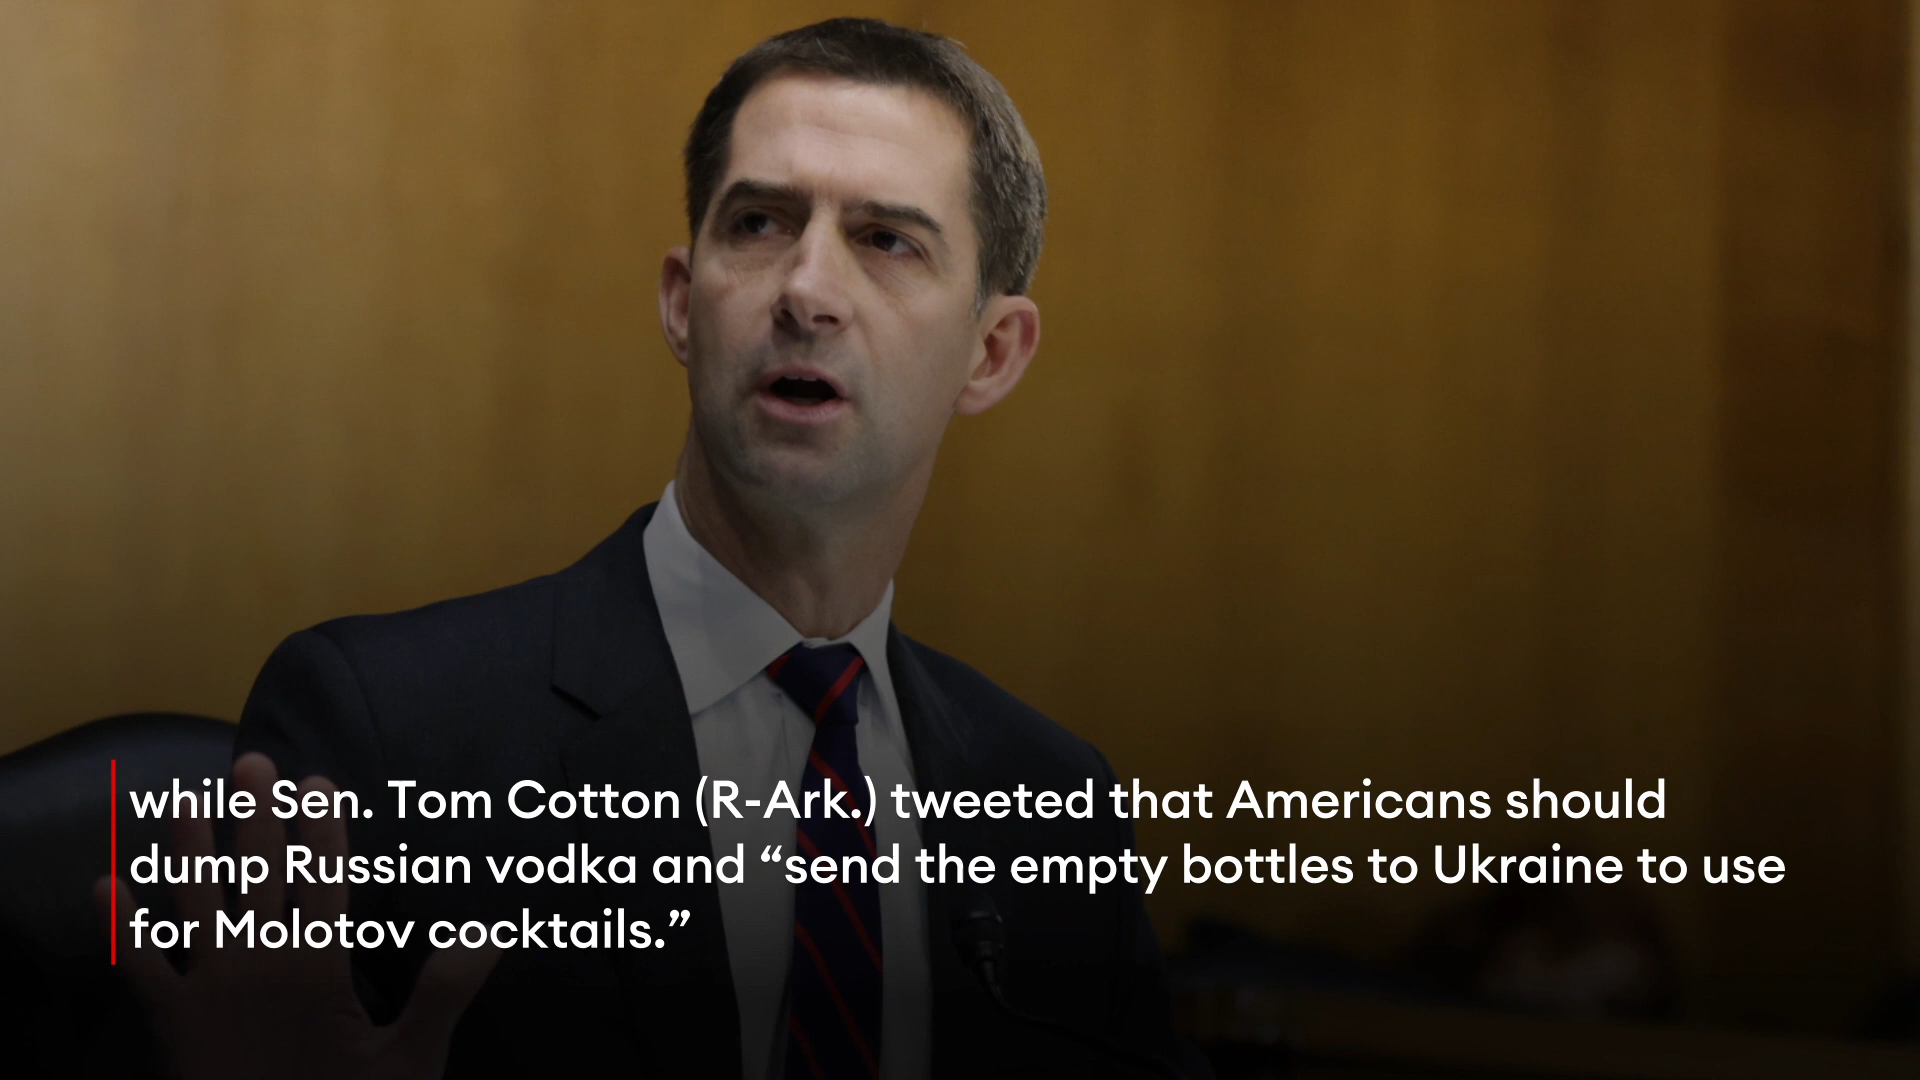 while Sen. Tom Cotton (R-Ark.) tweeted that Americans should
dump Russian vodka and “send the empty bottles to Ukraine to use
for Molotov cocktails.”